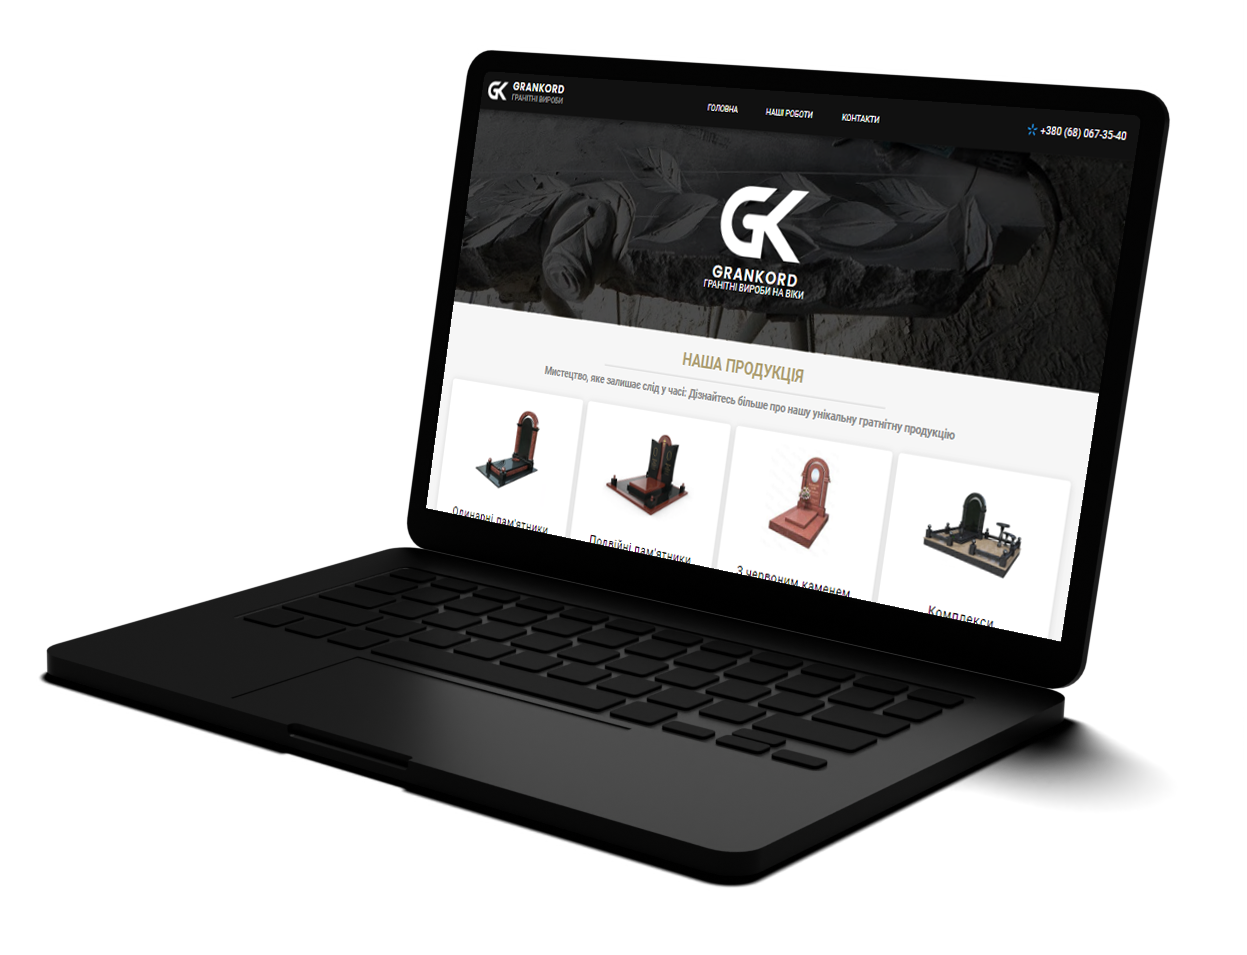 GRANKORD
ГРАНІТНІ ВИРОБИ
ГОЛОВНА
НАШІ РОБОТИ
КОНТАКТИ
+380 (68) 067-35-40
GK
GRANKORD
ГРАНІТНІ ВИРОБИ НА ВІКИ
НАША ПРОДУКЦІЯ
Мистецтво, яке залишає слід у часі: Дізнайтесь більше про нашу унікальну гратнітну продукцію
Одинарні пам'ятники
Подвійні пам'ятники
З червоним каменем
Комплекси